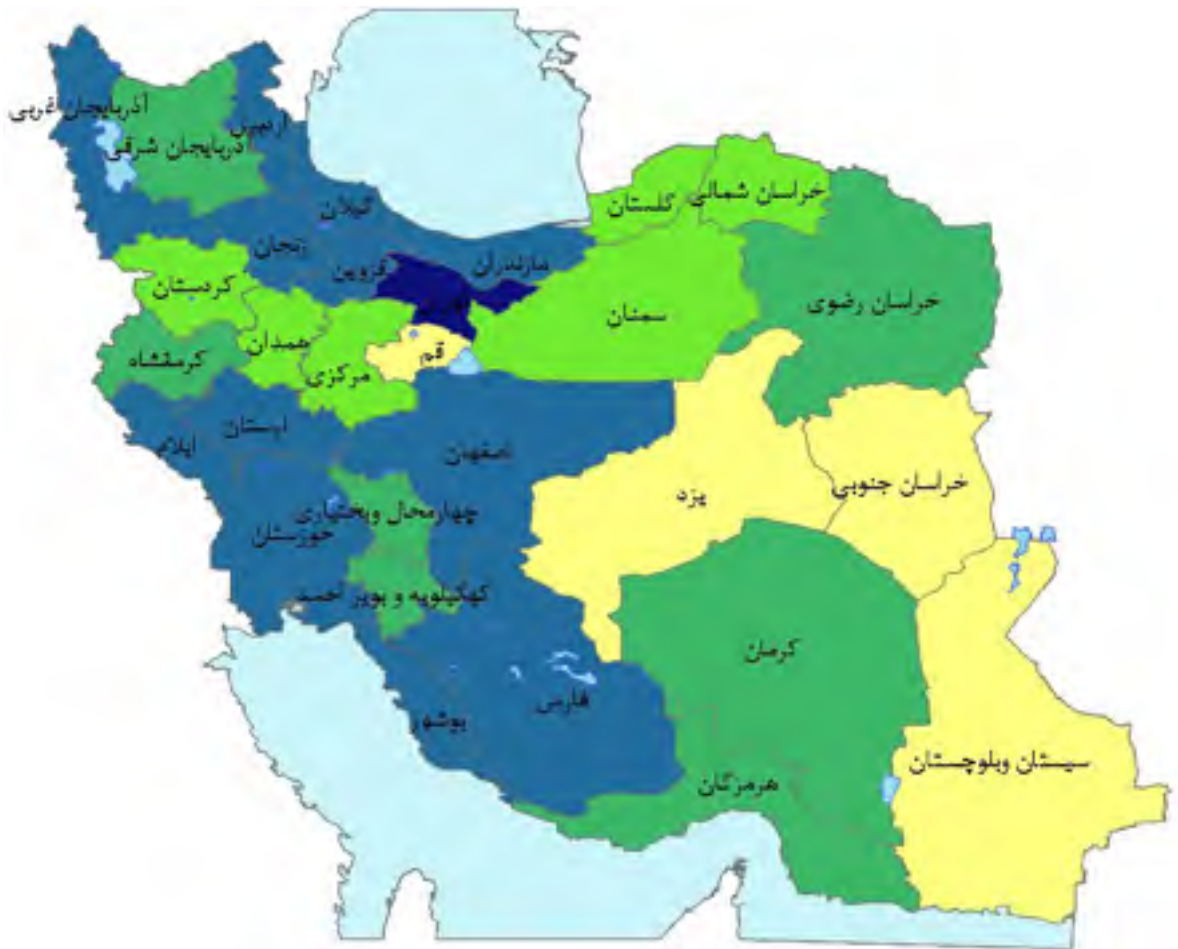 آذربایجان غربی
آذربایجان شرقی
اردبیل
گیلان
زنجان
قزوین
مازندران
گلستان
خراسان شمالی
خراسان رضوی
سمنان
کردستان
همدان
کرمانشاه
مرکزی
قم
لرستان
ایلام
اصفهان
یزد
خراسان جنوبی
چهارمحال وبختیاری
خوزستان
کهگیلویه و بویر احمد
کرمان
فارس
بوشهر
هرمزگان
سیستان وبلوچستان